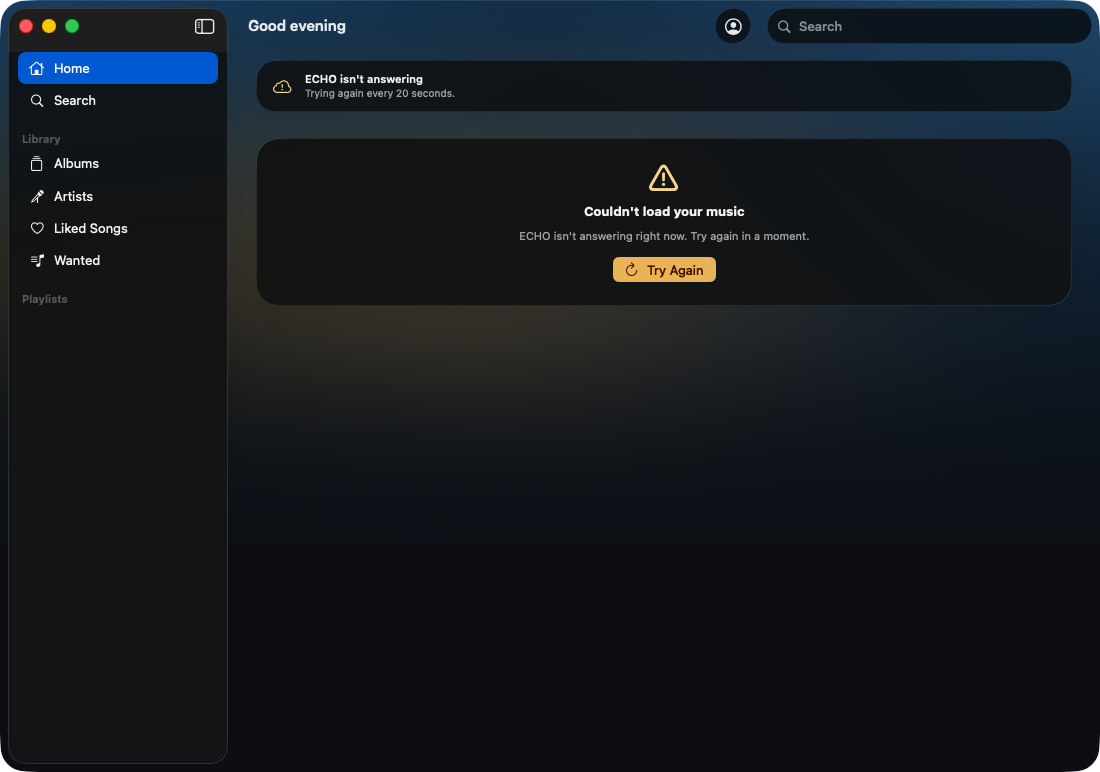 Good evening
Search
Home
Search
Library
Albums
Artists
Liked Songs
Wanted
Playlists
ECHO isn't answering
Trying again every 20 seconds.
Couldn't load your music
ECHO isn't answering right now. Try again in a moment.
Try Again